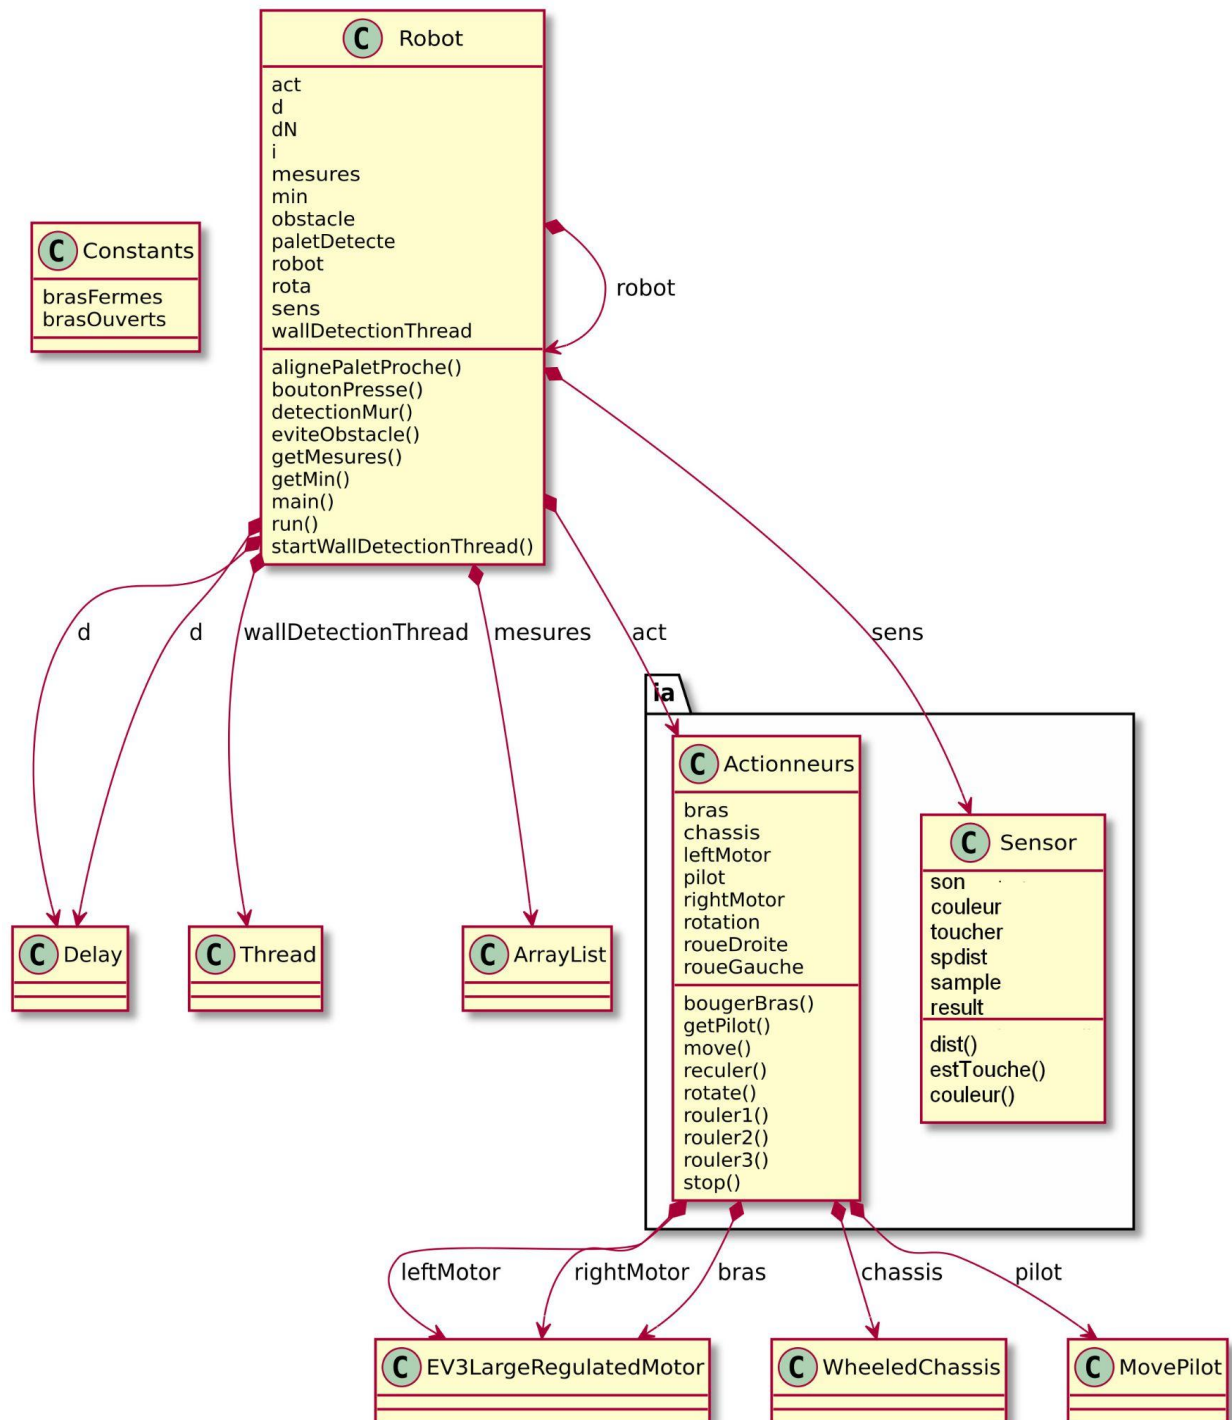 C Robot
act
d
dN
i
mesures
min
obstacle
paletDetecte
robot
rota
sens
wallDetectionThread
alignePaletProche()
boutonPresse()
detectionMur()
eviteObstacle()
getMesures()
getMin()
main()
run()
startWallDetectionThread()
C Constants
brasFermes
brasOuverts
robot
d
d
wallDetectionThread
mesures
act
sens
ia
C Actionneurs
bras
chassis
leftMotor
pilot
rightMotor
rotation
roueDroite
roueGauche
bougerBras()
getPilot()
move()
reculer()
rotate()
rouler1()
rouler2()
rouler3()
stop()
C Sensor
son
couleur
toucher
spdist
sample
result
dist()
estTouche()
couleur()
C Delay
C Thread
C ArrayList
leftMotor
rightMotor
bras
chassis
pilot
C EV3LargeRegulatedMotor
C WheeledChassis
C MovePilot